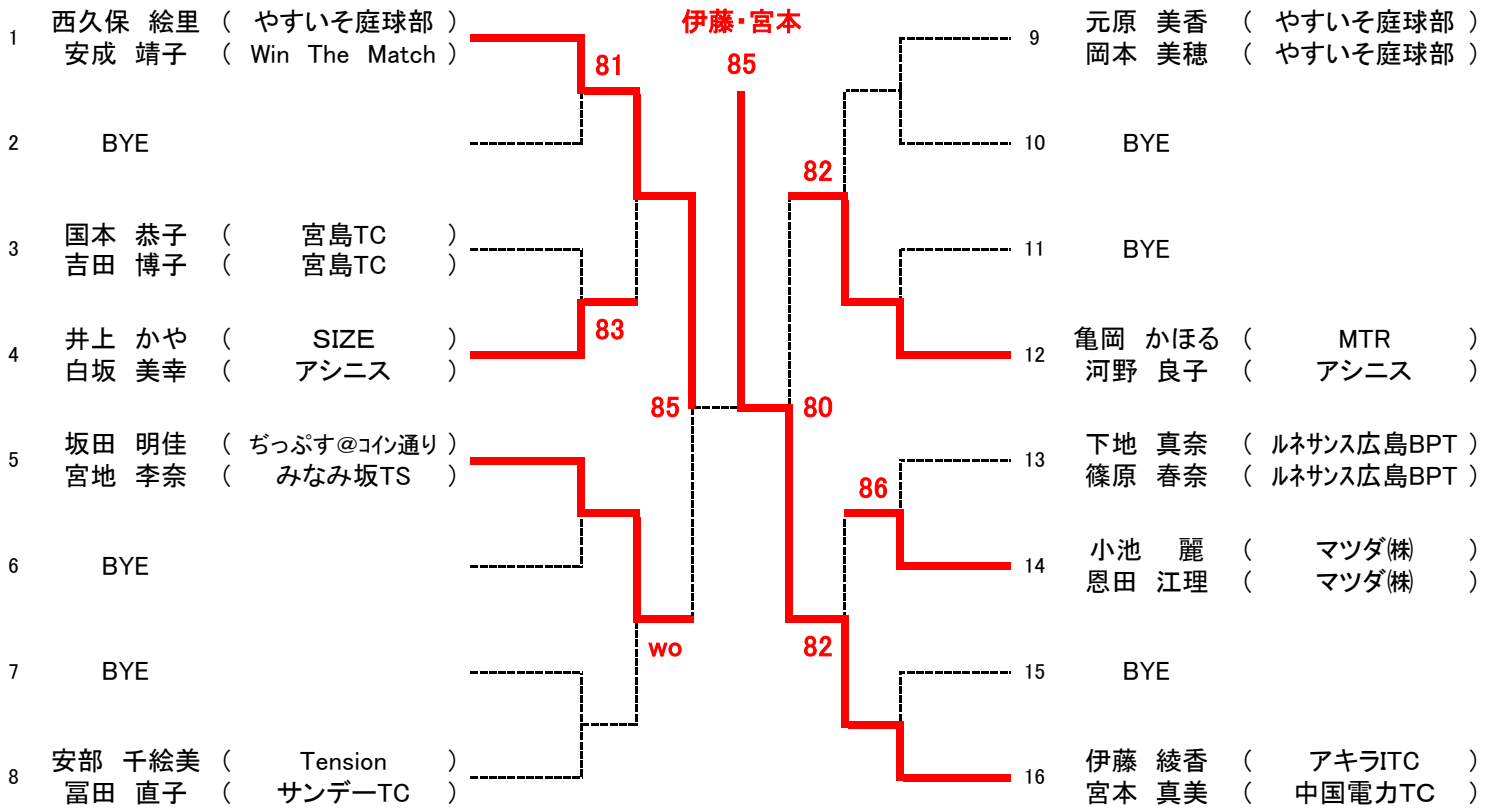 伊藤・宮本
85
1 西久保 絵里 ( やすいそ庭球部 )
安成 靖子 ( Win The Match )
81
2 BYE
3 国本 恭子 ( 宮島TC )
吉田 博子 ( 宮島TC )
83
4 井上 かや ( SIZE )
白坂 美幸 ( アシニス )
85
5 坂田 明佳 ( ぢっぷす@コイン通り )
宮地 李奈 ( みなみ坂TS )
6 BYE
wo
7 BYE
8 安部 千絵美 ( Tension )
冨田 直子 ( サンデーTC )
9 元原 美香 ( やすいそ庭球部 )
岡本 美穂 ( やすいそ庭球部 )
10 BYE
82
11 BYE
12 亀岡 かほる ( MTR )
河野 良子 ( アシニス )
80
13 下地 真奈 ( ルネサンス広島BPT )
篠原 春奈 ( ルネサンス広島BPT )
86
14 小池 麗 ( マツダ㈱ )
恩田 江理 ( マツダ㈱ )
82
15 BYE
16 伊藤 綾香 ( アキラITC )
宮本 真美 ( 中国電力TC )